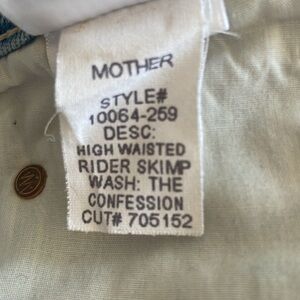 MOTHER
STYLE#
10064-259
DESC:
HIGH WAISTED
RIDER SKIMP
WASH: THE
CONFESSION
CUT# 705152